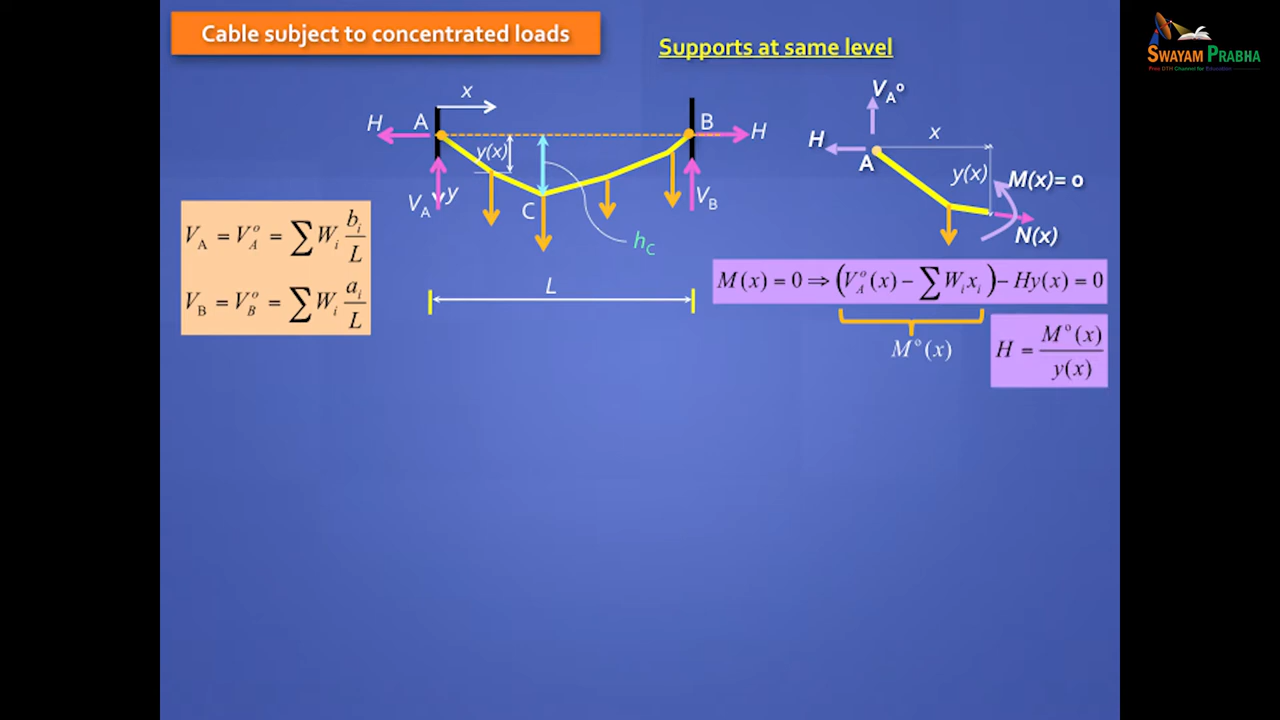 Cable subject to concentrated loads
Supports at same level
SWAYAM PRABHA
x
H A B H
y(x)
V_A y C V_B
h_C
L
V_A = V_A^o = ∑ W_i b_i/L
V_B = V_B^o = ∑ W_i a_i/L
V_A^o
H x
A y(x) M(x)= 0
N(x)
M(x) = 0 ⇒ (V_A^o(x) − ∑ W_i x_i) − Hy(x) = 0
M^o(x)
H = M^o(x)/y(x)